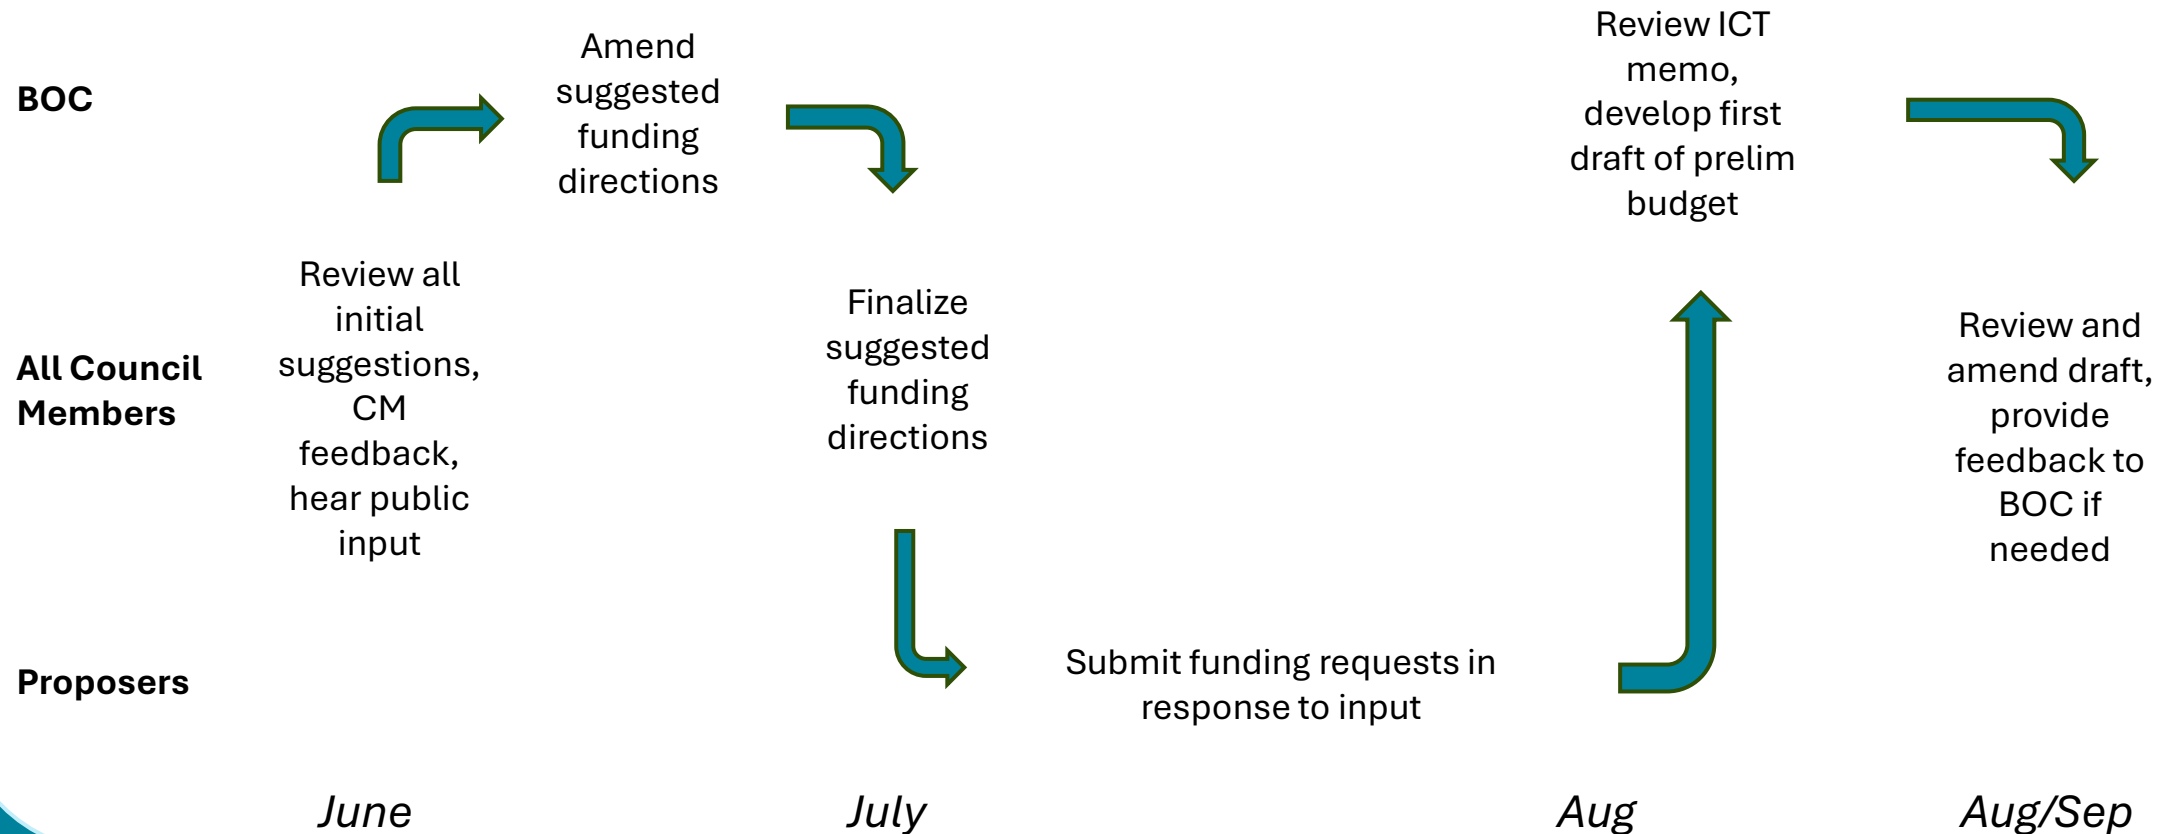 BOC
Amend
suggested
funding
directions
Review ICT
memo,
develop first
draft of prelim
budget
All Council
Members
Review all
initial
suggestions,
CM
feedback,
hear public
input
Finalize
suggested
funding
directions
Review and
amend draft,
provide
feedback to
BOC if
needed
Proposers
Submit funding requests in
response to input
June
July
Aug
Aug/Sep